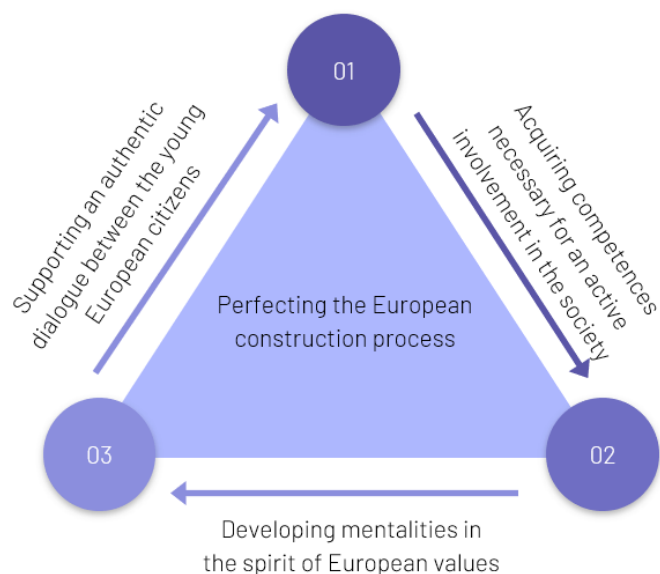 01
Acquiring competences
necessary for an active
involvement in the society
02
Developing mentalities in
the spirit of European values
03
Supporting an authentic
dialogue between the young
European citizens
Perfecting the European
construction process